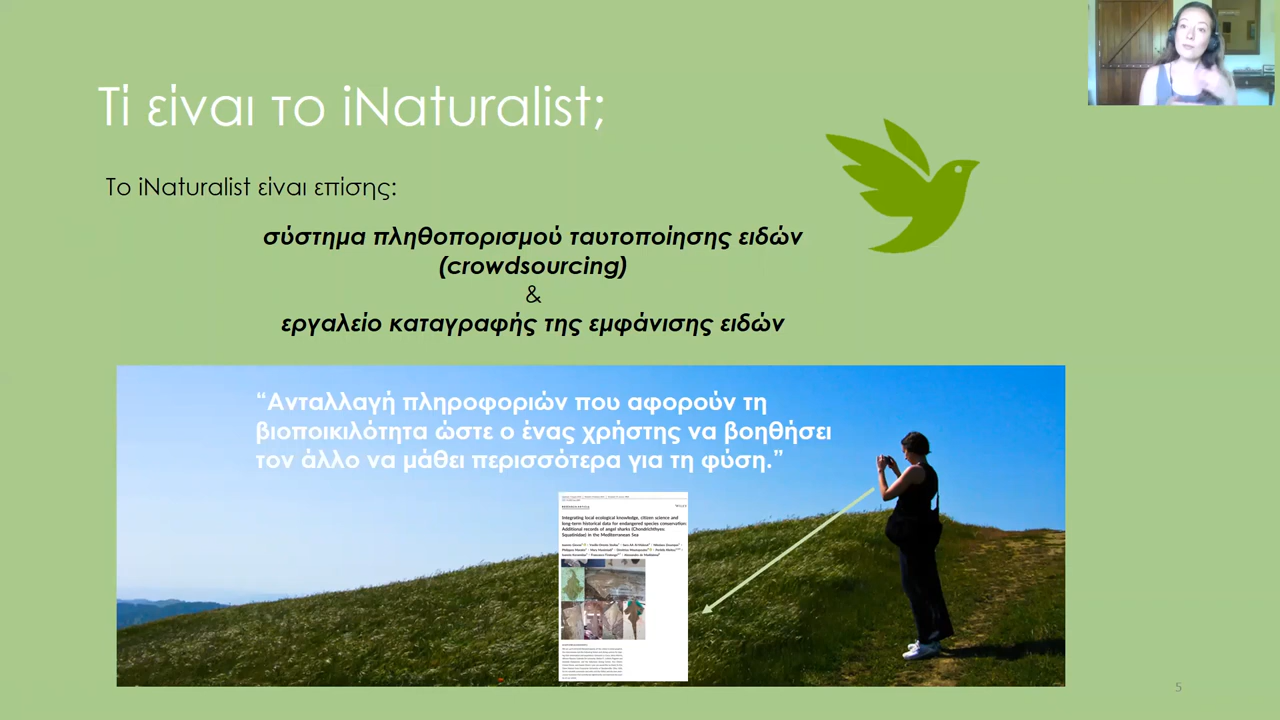 Τί είναι το iNaturalist;
Το iNaturalist είναι επίσης:
σύστημα πληθοπορισμού ταυτοποίησης ειδών
(crowdsourcing)
&
εργαλείο καταγραφής της εμφάνισης ειδών
“Ανταλλαγή πληροφοριών που αφορούν τη
βιοποικιλότητα ώστε ο ένας χρήστης να βοηθήσει
τον άλλο να μάθει περισσότερα για τη φύση.”
WILEY
Integrating local ecological knowledge, citizen science and
long-term historical data for endangered species conservation:
Additional records of angel sharks (Chondrichthyes:
Squatinidae) in the Mediterranean Sea
5